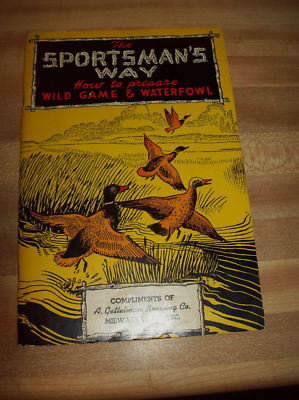 The
SPORTSMAN'S
WAY
How to prepare
WILD GAME & WATERFOWL
COMPLIMENTS OF
A. Gettelman Brewing Co.